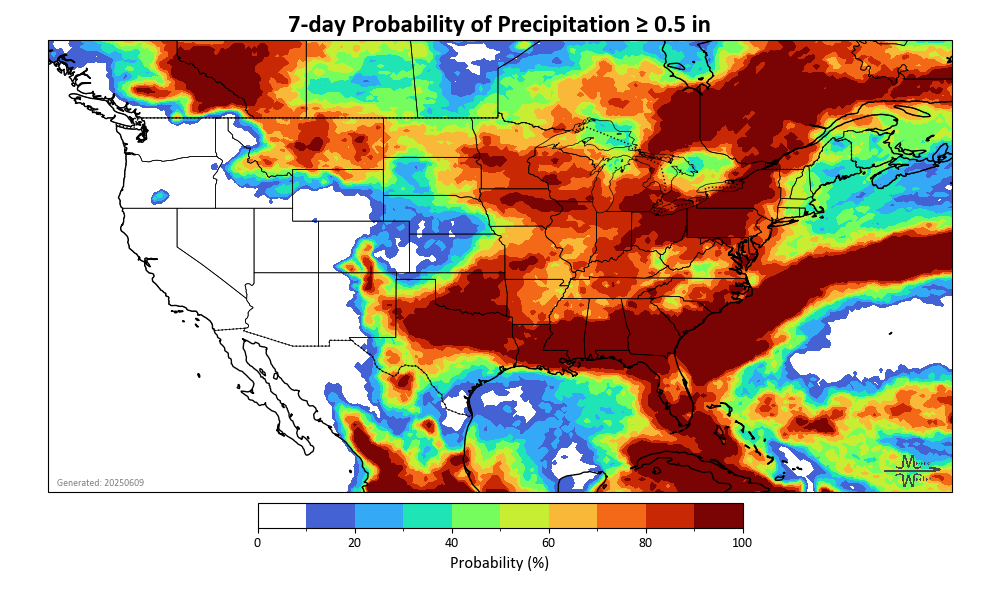 7-day Probability of Precipitation ≥ 0.5 in
Generated: 20250609
0 20 40 60 80 100
Probability (%)